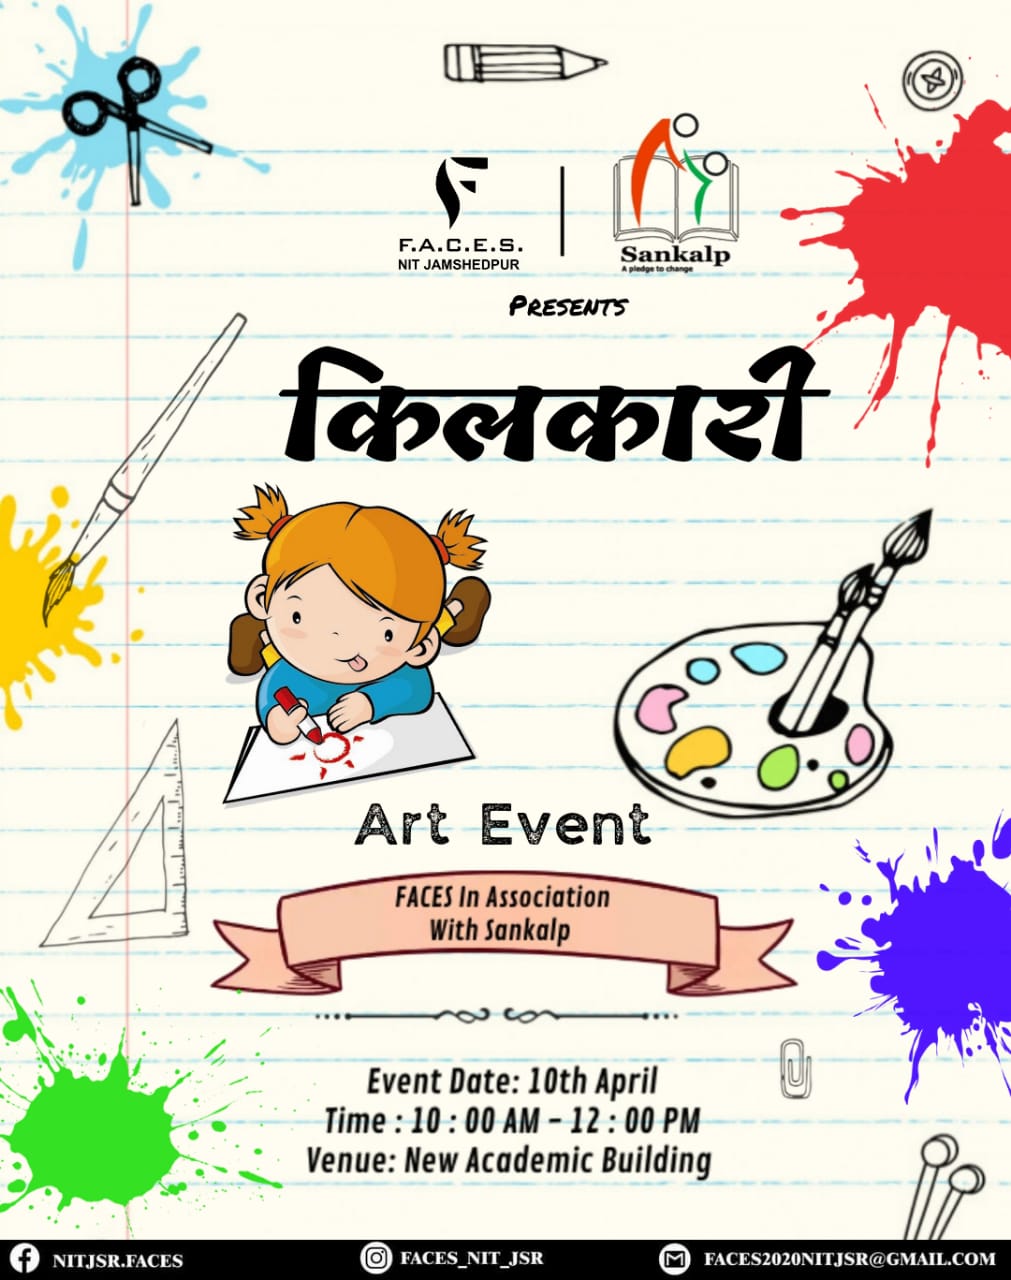 F.A.C.E.S.
NIT JAMSHEDPUR
Sankalp
A pledge to change
PRESENTS
किलकारी
Art Event
FACES In Association
With Sankalp
Event Date: 10th April
Time : 10 : 00 AM – 12 : 00 PM
Venue: New Academic Building
NITJSR.FACES
FACES_NIT_JSR
FACES2020NITJSR@GMAIL.COM